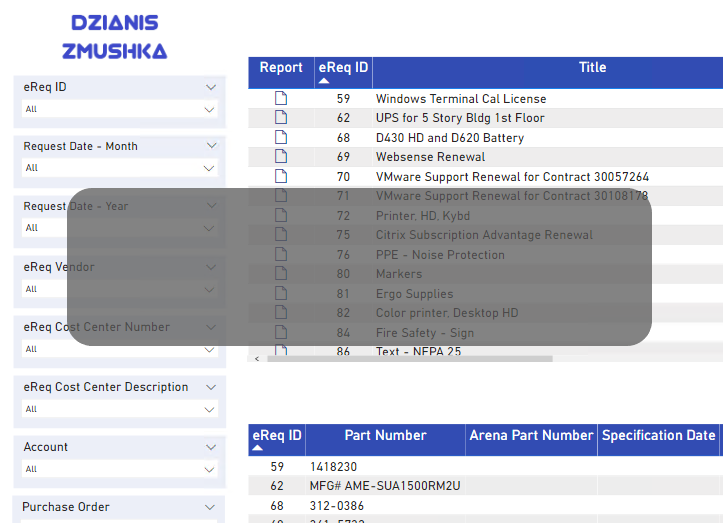 DZIANIS
ZMUSHKA
eReq ID
All
Request Date - Month
All
Request Date - Year
All
eReq Vendor
All
eReq Cost Center Number
All
eReq Cost Center Description
All
Account
All
Purchase Order
Report eReq ID Title
59 Windows Terminal Cal License
62 UPS for 5 Story Bldg 1st Floor
68 D430 HD and D620 Battery
69 Websense Renewal
70 VMware Support Renewal for Contract 30057264
71 VMware Support Renewal for Contract 30108178
72 Printer, HD, Kybd
75 Citrix Subscription Advantage Renewal
76 PPE - Noise Protection
80 Markers
81 Ergo Supplies
82 Color printer, Desktop HD
84 Fire Safety - Sign
86 Text - NFPA 25
eReq ID Part Number Arena Part Number Specification Date
59 1418230
62 MFG# AME-SUA1500RM2U
68 312-0386